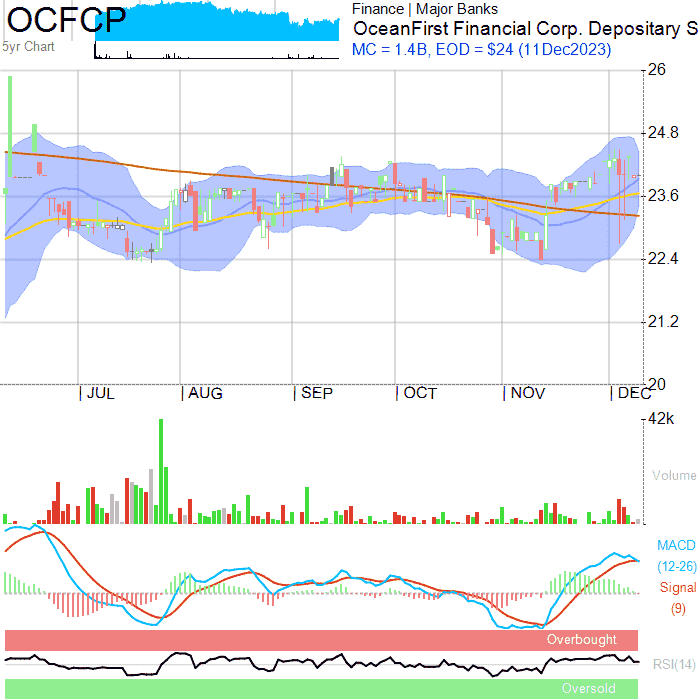 OCFCP
5yr Chart
Finance | Major Banks
OceanFirst Financial Corp. Depositary S
MC = 1.4B, EOD = $24 (11Dec2023)
26
24.8
23.6
22.4
21.2
20
JUL AUG SEP OCT NOV DEC
42k
Volume
MACD
(12-26)
Signal
(9)
Overbought
RSI(14)
Oversold